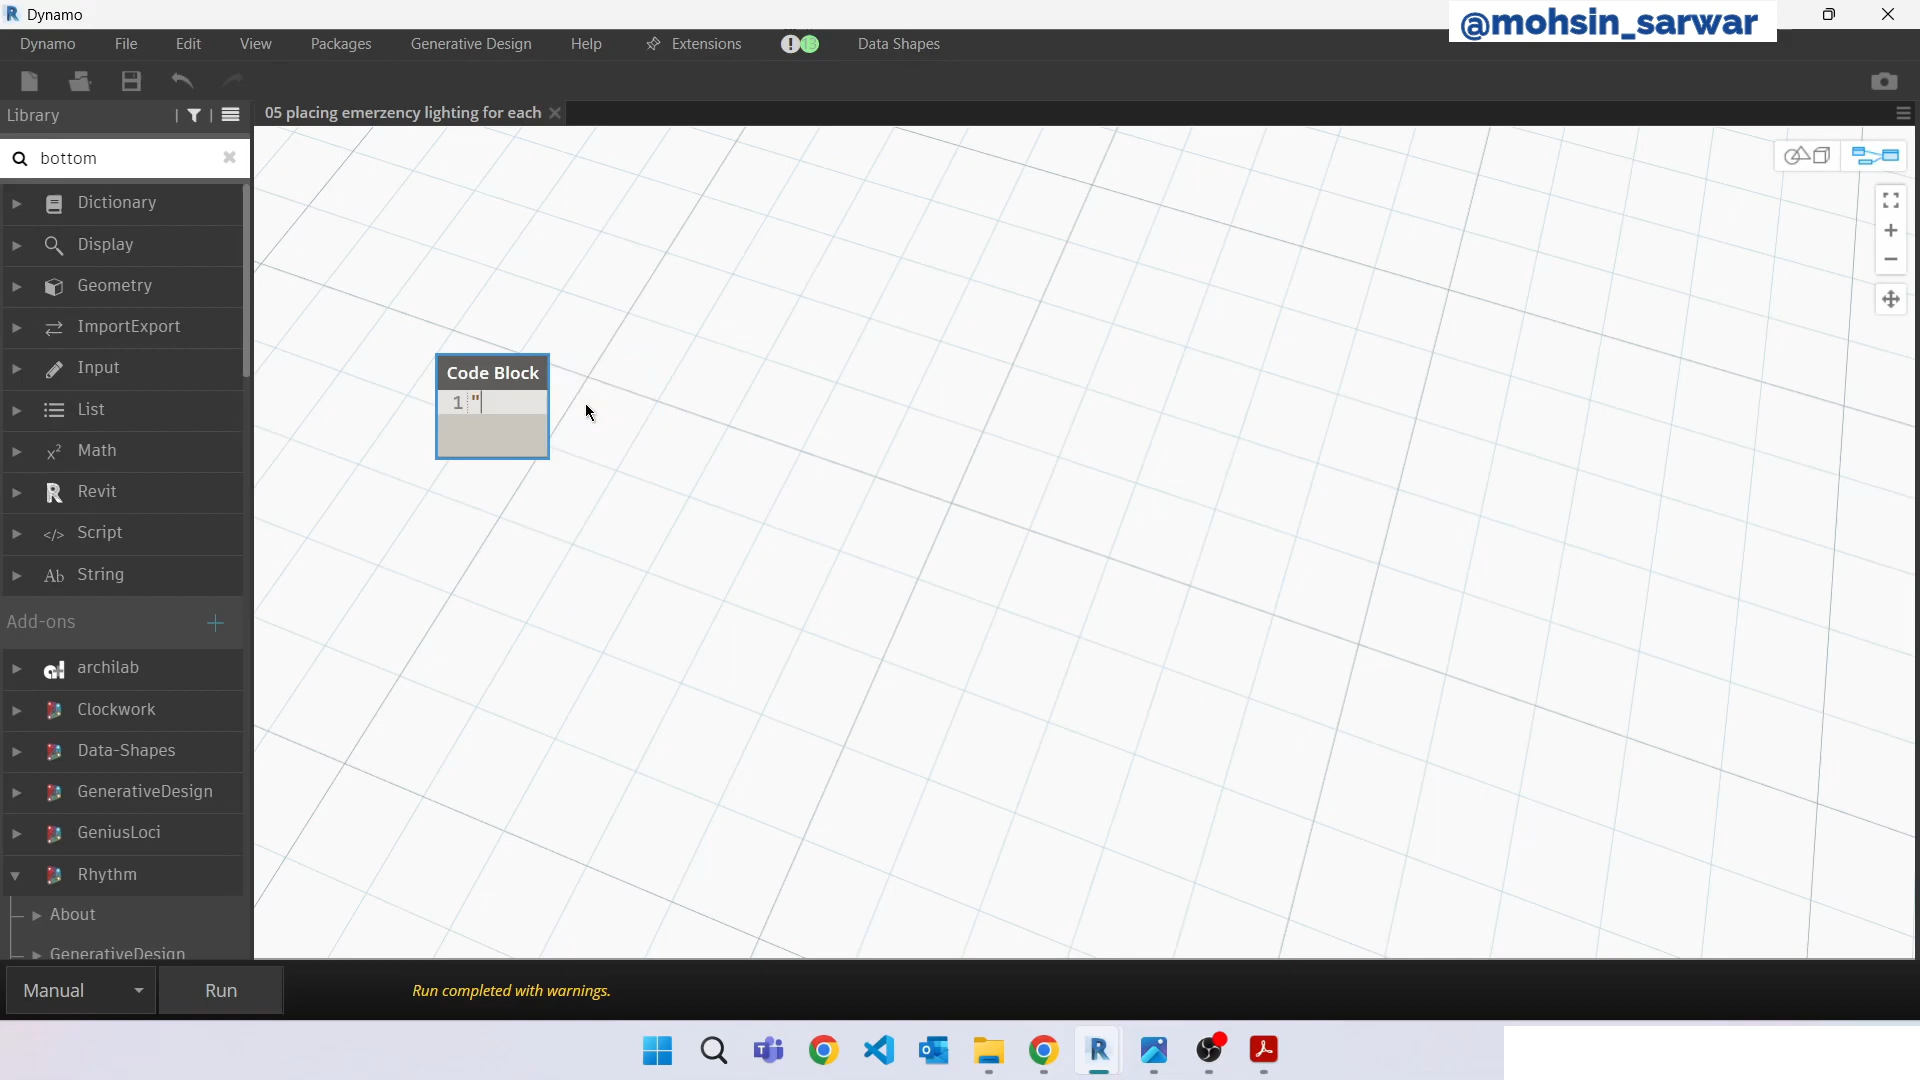 Dynamo
@mohsin_sarwar
Dynamo File Edit View Packages Generative Design Help Extensions Data Shapes
Library
05 placing emerzency lighting for each
bottom
Dictionary
Display
Geometry
ImportExport
Input
List
Math
Revit
Script
String
Add-ons
archilab
Clockwork
Data-Shapes
GenerativeDesign
GeniusLoci
Rhythm
About
GenerativeDesign
Code Block
1 "
Manual
Run
Run completed with warnings.